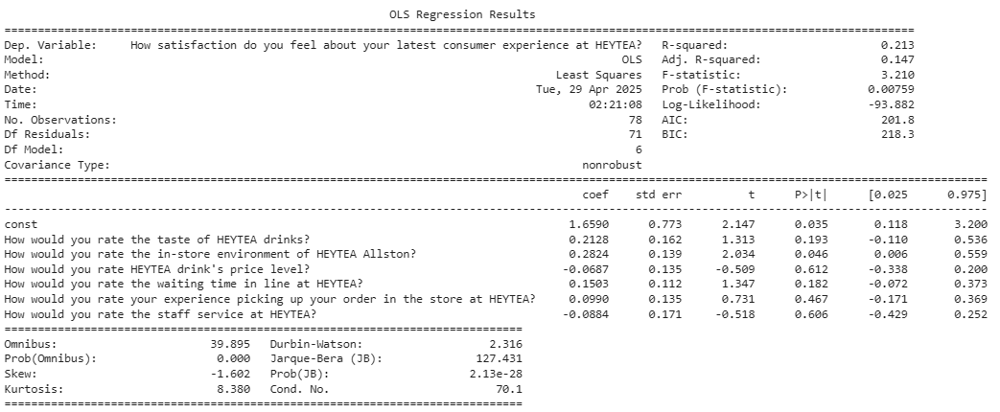 OLS Regression Results
==============================================================================
Dep. Variable: How satisfaction do you feel about your latest consumer experience at HEYTEA? R-squared: 0.213
Model: OLS Adj. R-squared: 0.147
Method: Least Squares F-statistic: 3.210
Date: Tue, 29 Apr 2025 Prob (F-statistic): 0.00759
Time: 02:21:08 Log-Likelihood: -93.882
No. Observations: 78 AIC: 201.8
Df Residuals: 71 BIC: 218.3
Df Model: 6
Covariance Type: nonrobust
==============================================================================
coef std err t P>|t| [0.025 0.975]
------------------------------------------------------------------------------
const 1.6590 0.773 2.147 0.035 0.118 3.200
How would you rate the taste of HEYTEA drinks? 0.2128 0.162 1.313 0.193 -0.110 0.536
How would you rate the in-store environment of HEYTEA Allston? 0.2824 0.139 2.034 0.046 0.006 0.559
How would you rate HEYTEA drink's price level? -0.0687 0.135 -0.509 0.612 -0.338 0.200
How would you rate the waiting time in line at HEYTEA? 0.1503 0.112 1.347 0.182 -0.072 0.373
How would you rate your experience picking up your order in the store at HEYTEA? 0.0990 0.135 0.731 0.467 -0.171 0.369
How would you rate the staff service at HEYTEA? -0.0884 0.171 -0.518 0.606 -0.429 0.252
==============================================================================
Omnibus: 39.895 Durbin-Watson: 2.316
Prob(Omnibus): 0.000 Jarque-Bera (JB): 127.431
Skew: -1.602 Prob(JB): 2.13e-28
Kurtosis: 8.380 Cond. No. 70.1
==============================================================================